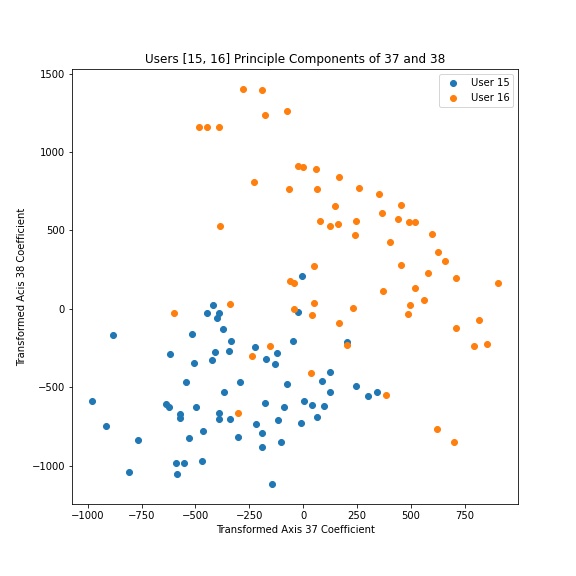 Users [15, 16] Principle Components of 37 and 38
User 15
User 16
Transformed Acis 38 Coefficient
1500
1000
500
0
−500
−1000
−1000
−750
−500
−250
0
250
500
750
Transformed Axis 37 Coefficient